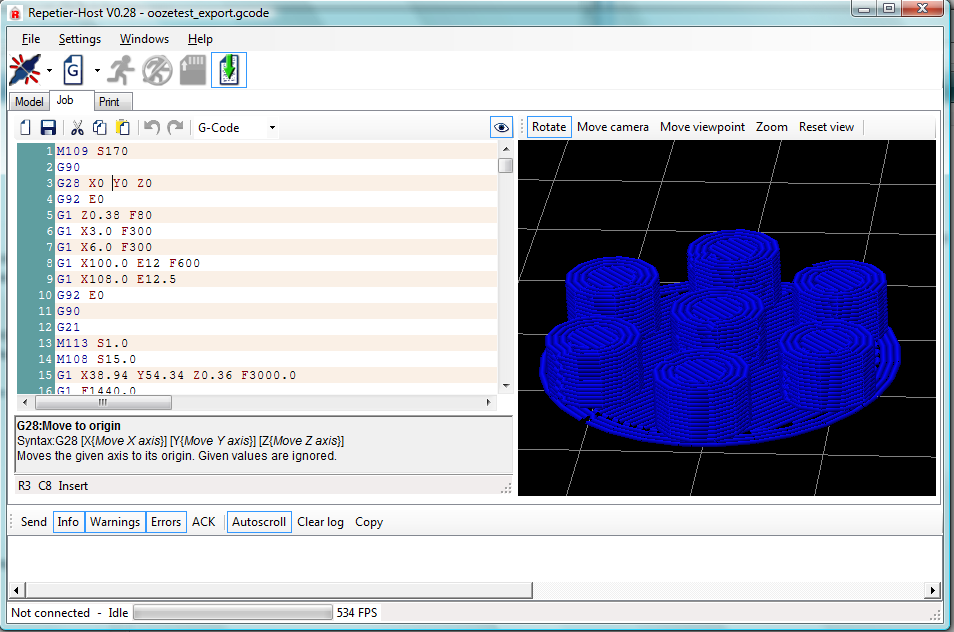 Repetier-Host V0.28 - oozetest_export.gcode
File Settings Windows Help
G
Model Job Print
G-Code
Rotate Move camera Move viewpoint Zoom Reset view
1 M109 S170
2 G90
3 G28 X0 Y0 Z0
4 G92 E0
5 G1 Z0.38 F80
6 G1 X3.0 F300
7 G1 X6.0 F300
8 G1 X100.0 E12 F600
9 G1 X108.0 E12.5
10 G92 E0
11 G90
12 G21
13 M113 S1.0
14 M108 S15.0
15 G1 X38.94 Y54.34 Z0.36 F3000.0
16 G1 F1440.0
G28:Move to origin
Syntax:G28 [X{Move X axis}] [Y{Move Y axis}] [Z{Move Z axis}]
Moves the given axis to its origin. Given values are ignored.
R3 C8 Insert
Send Info Warnings Errors ACK Autoscroll Clear log Copy
Not connected - Idle 534 FPS